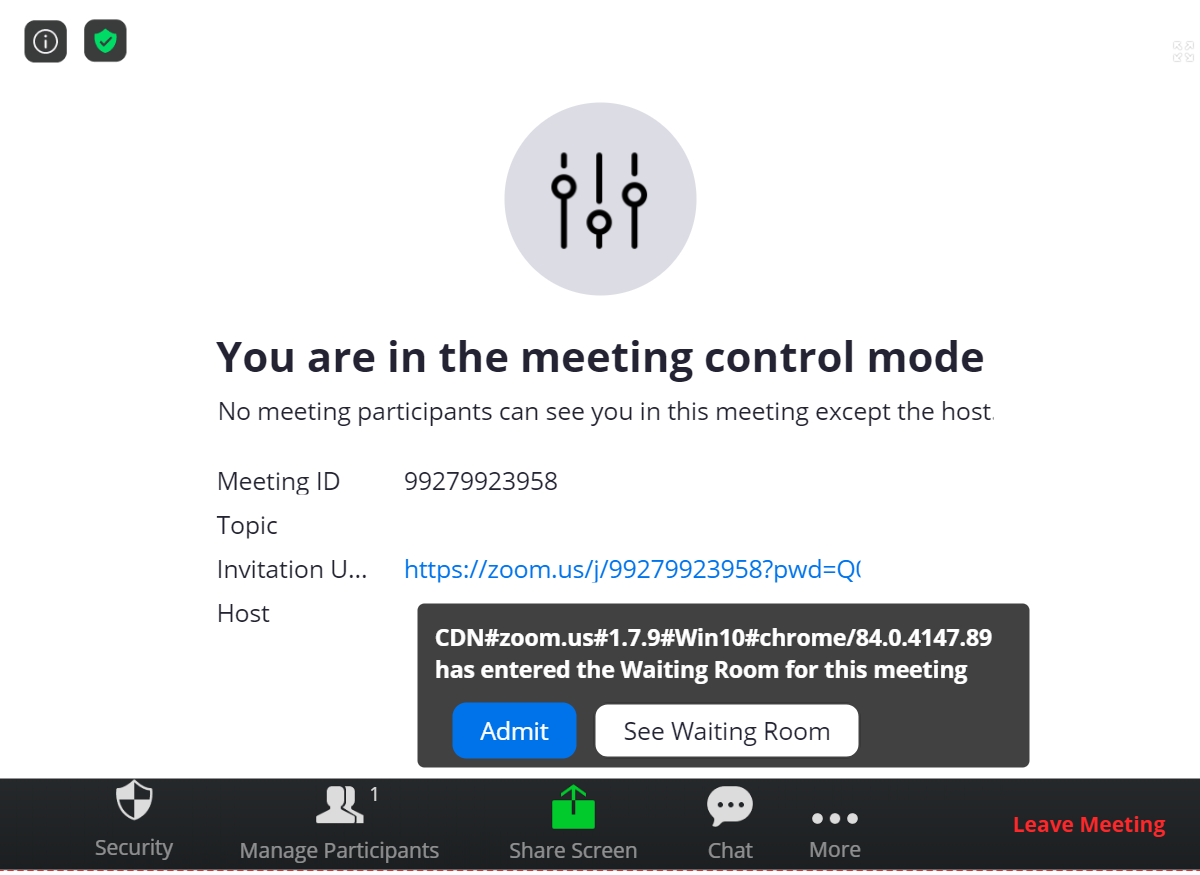 You are in the meeting control mode
No meeting participants can see you in this meeting except the host.
Meeting ID 99279923958
Topic
Invitation U...
https://zoom.us/j/99279923958?pwd=Q
Host
CDN#zoom.us#1.7.9#Win10#chrome/84.0.4147.89
has entered the Waiting Room for this meeting
Admit See Waiting Room
1
Security Manage Participants Share Screen Chat More Leave Meeting